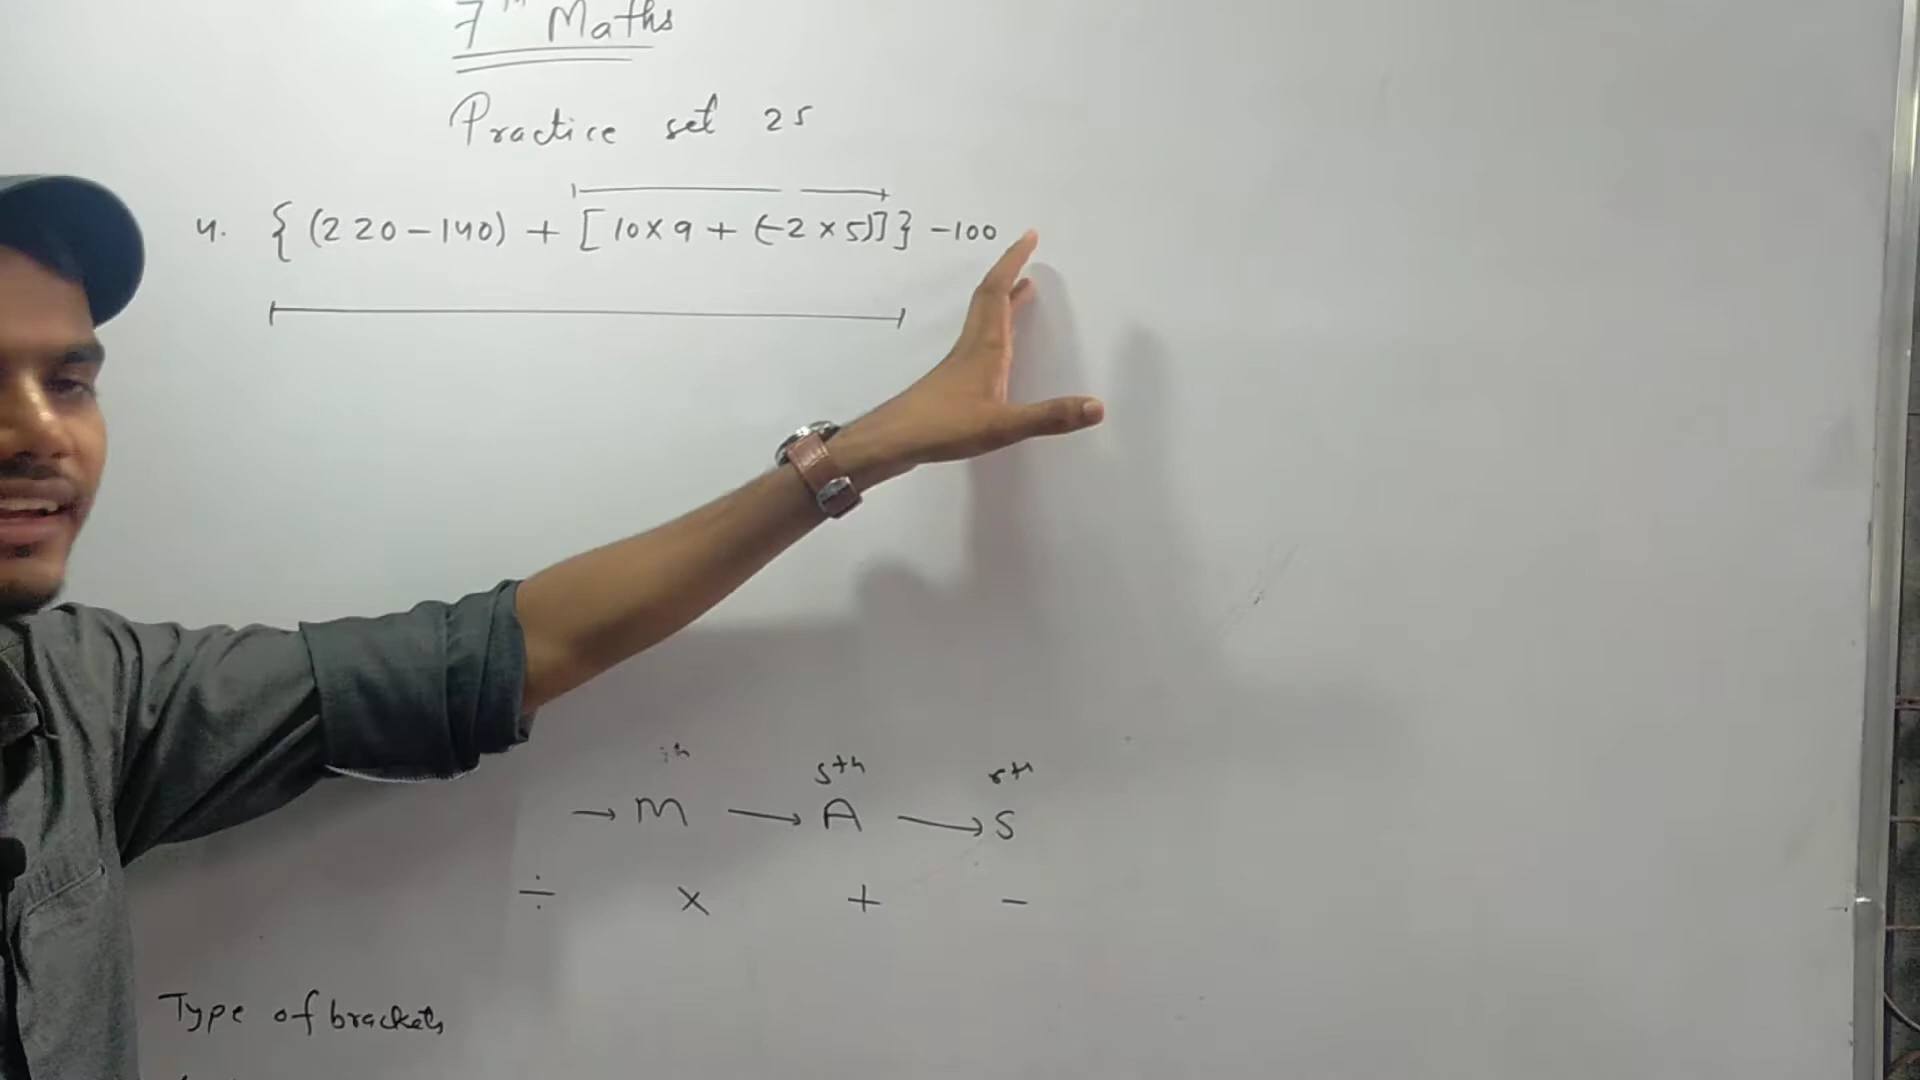 7th Maths
Practice set 25
4. { (220-140) + [10×9 + (-2×5)] } -100
5th
→ M → A → S
÷ × + -
Type of brackets